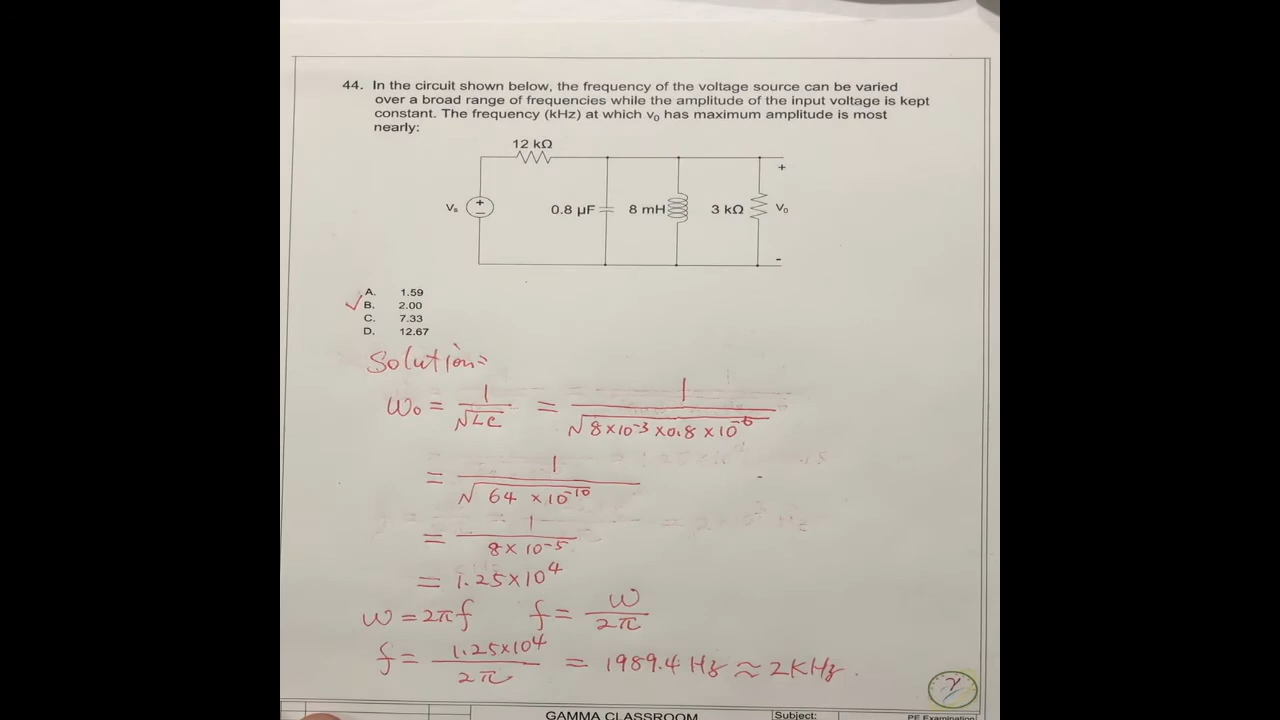 44. In the circuit shown below, the frequency of the voltage source can be varied
over a broad range of frequencies while the amplitude of the input voltage is kept
constant. The frequency (kHz) at which v₀ has maximum amplitude is most
nearly:
12 kΩ
+
Vs + − 0.8 μF 8 mH 3 kΩ V₀
-
A. 1.59
✓ B. 2.00
C. 7.33
D. 12.67
Solution:
ω₀ = 1/√LC = 1/√8×10⁻³×0.8×10⁻⁶
= 1/√64×10⁻¹⁰
= 1/8×10⁻⁵
= 1.25×10⁴
ω = 2πf f = ω/2π
f = 1.25×10⁴/2π = 1989.4 Hz ≈ 2KHz.
γ
GAMMA CLASSROOM Subject: PE Examination